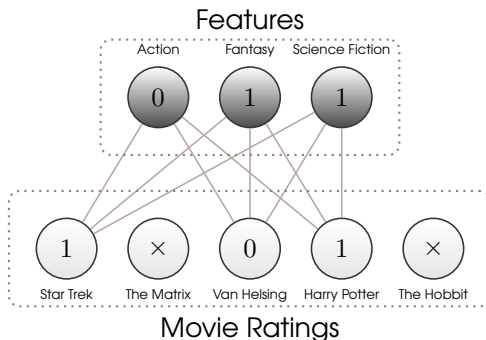 Features
Action Fantasy Science Fiction
0 1 1
1 × 0 1 ×
Star Trek The Matrix Van Helsing Harry Potter The Hobbit
Movie Ratings